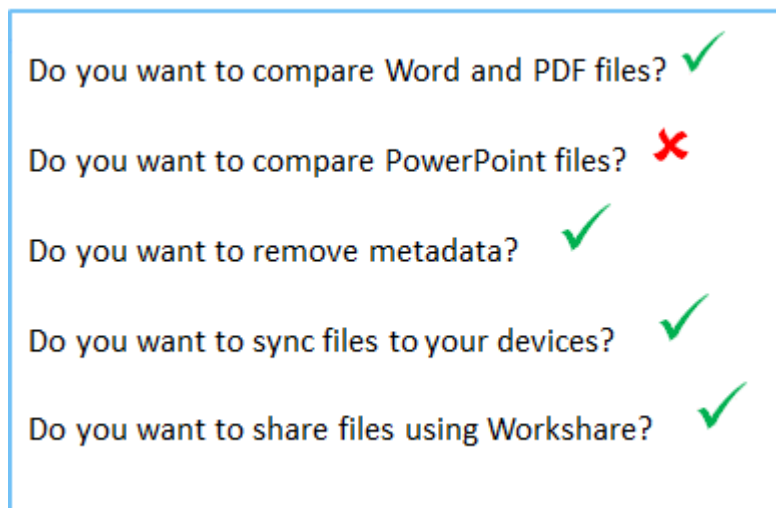 Do you want to compare Word and PDF files?
Do you want to compare PowerPoint files?
Do you want to remove metadata?
Do you want to sync files to your devices?
Do you want to share files using Workshare?